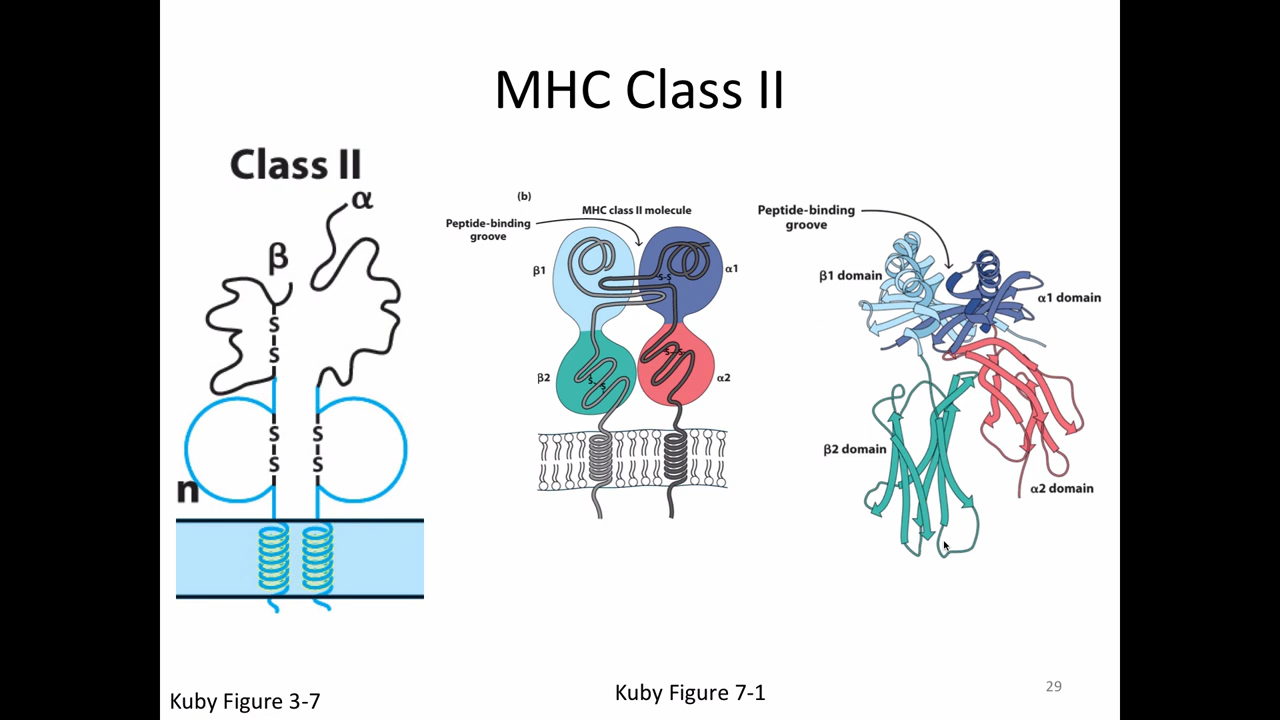 MHC Class II
Class II
α
β
S
S
S
S
S
S
n
(b)
MHC class II molecule
Peptide-binding
groove
β1
α1
S-S
β2
α2
S-S
S-S
Peptide-binding
groove
β1 domain
α1 domain
β2 domain
α2 domain
Kuby Figure 3-7
Kuby Figure 7-1
29